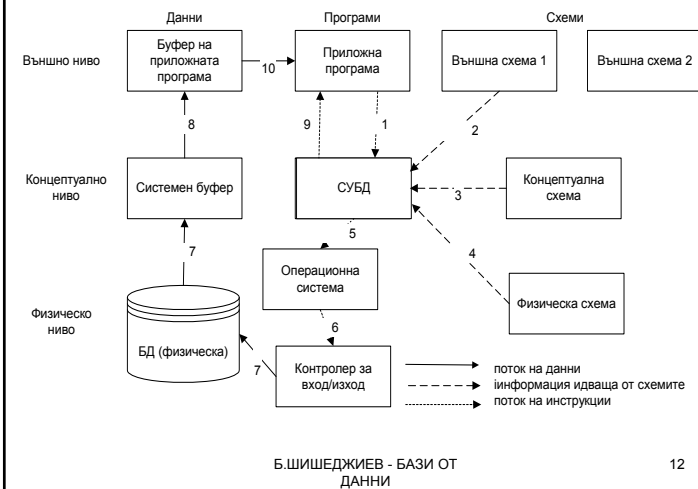 Данни
Програми
Схеми
Външно ниво
Буфер на
приложната
програма
10
Приложна
програма
Външна схема 1
Външна схема 2
8
9
1
2
Концептуално
ниво
Системен буфер
СУБД
3
Концептуална
схема
7
5
4
Операционна
система
Физическо
ниво
БД (физическа)
6
7
Физическа схема
Контролер за
вход/изход
поток на данни
iинформация идваща от схемите
поток на инструкции
Б.ШИШЕДЖИЕВ - БАЗИ ОТ
ДАННИ
12